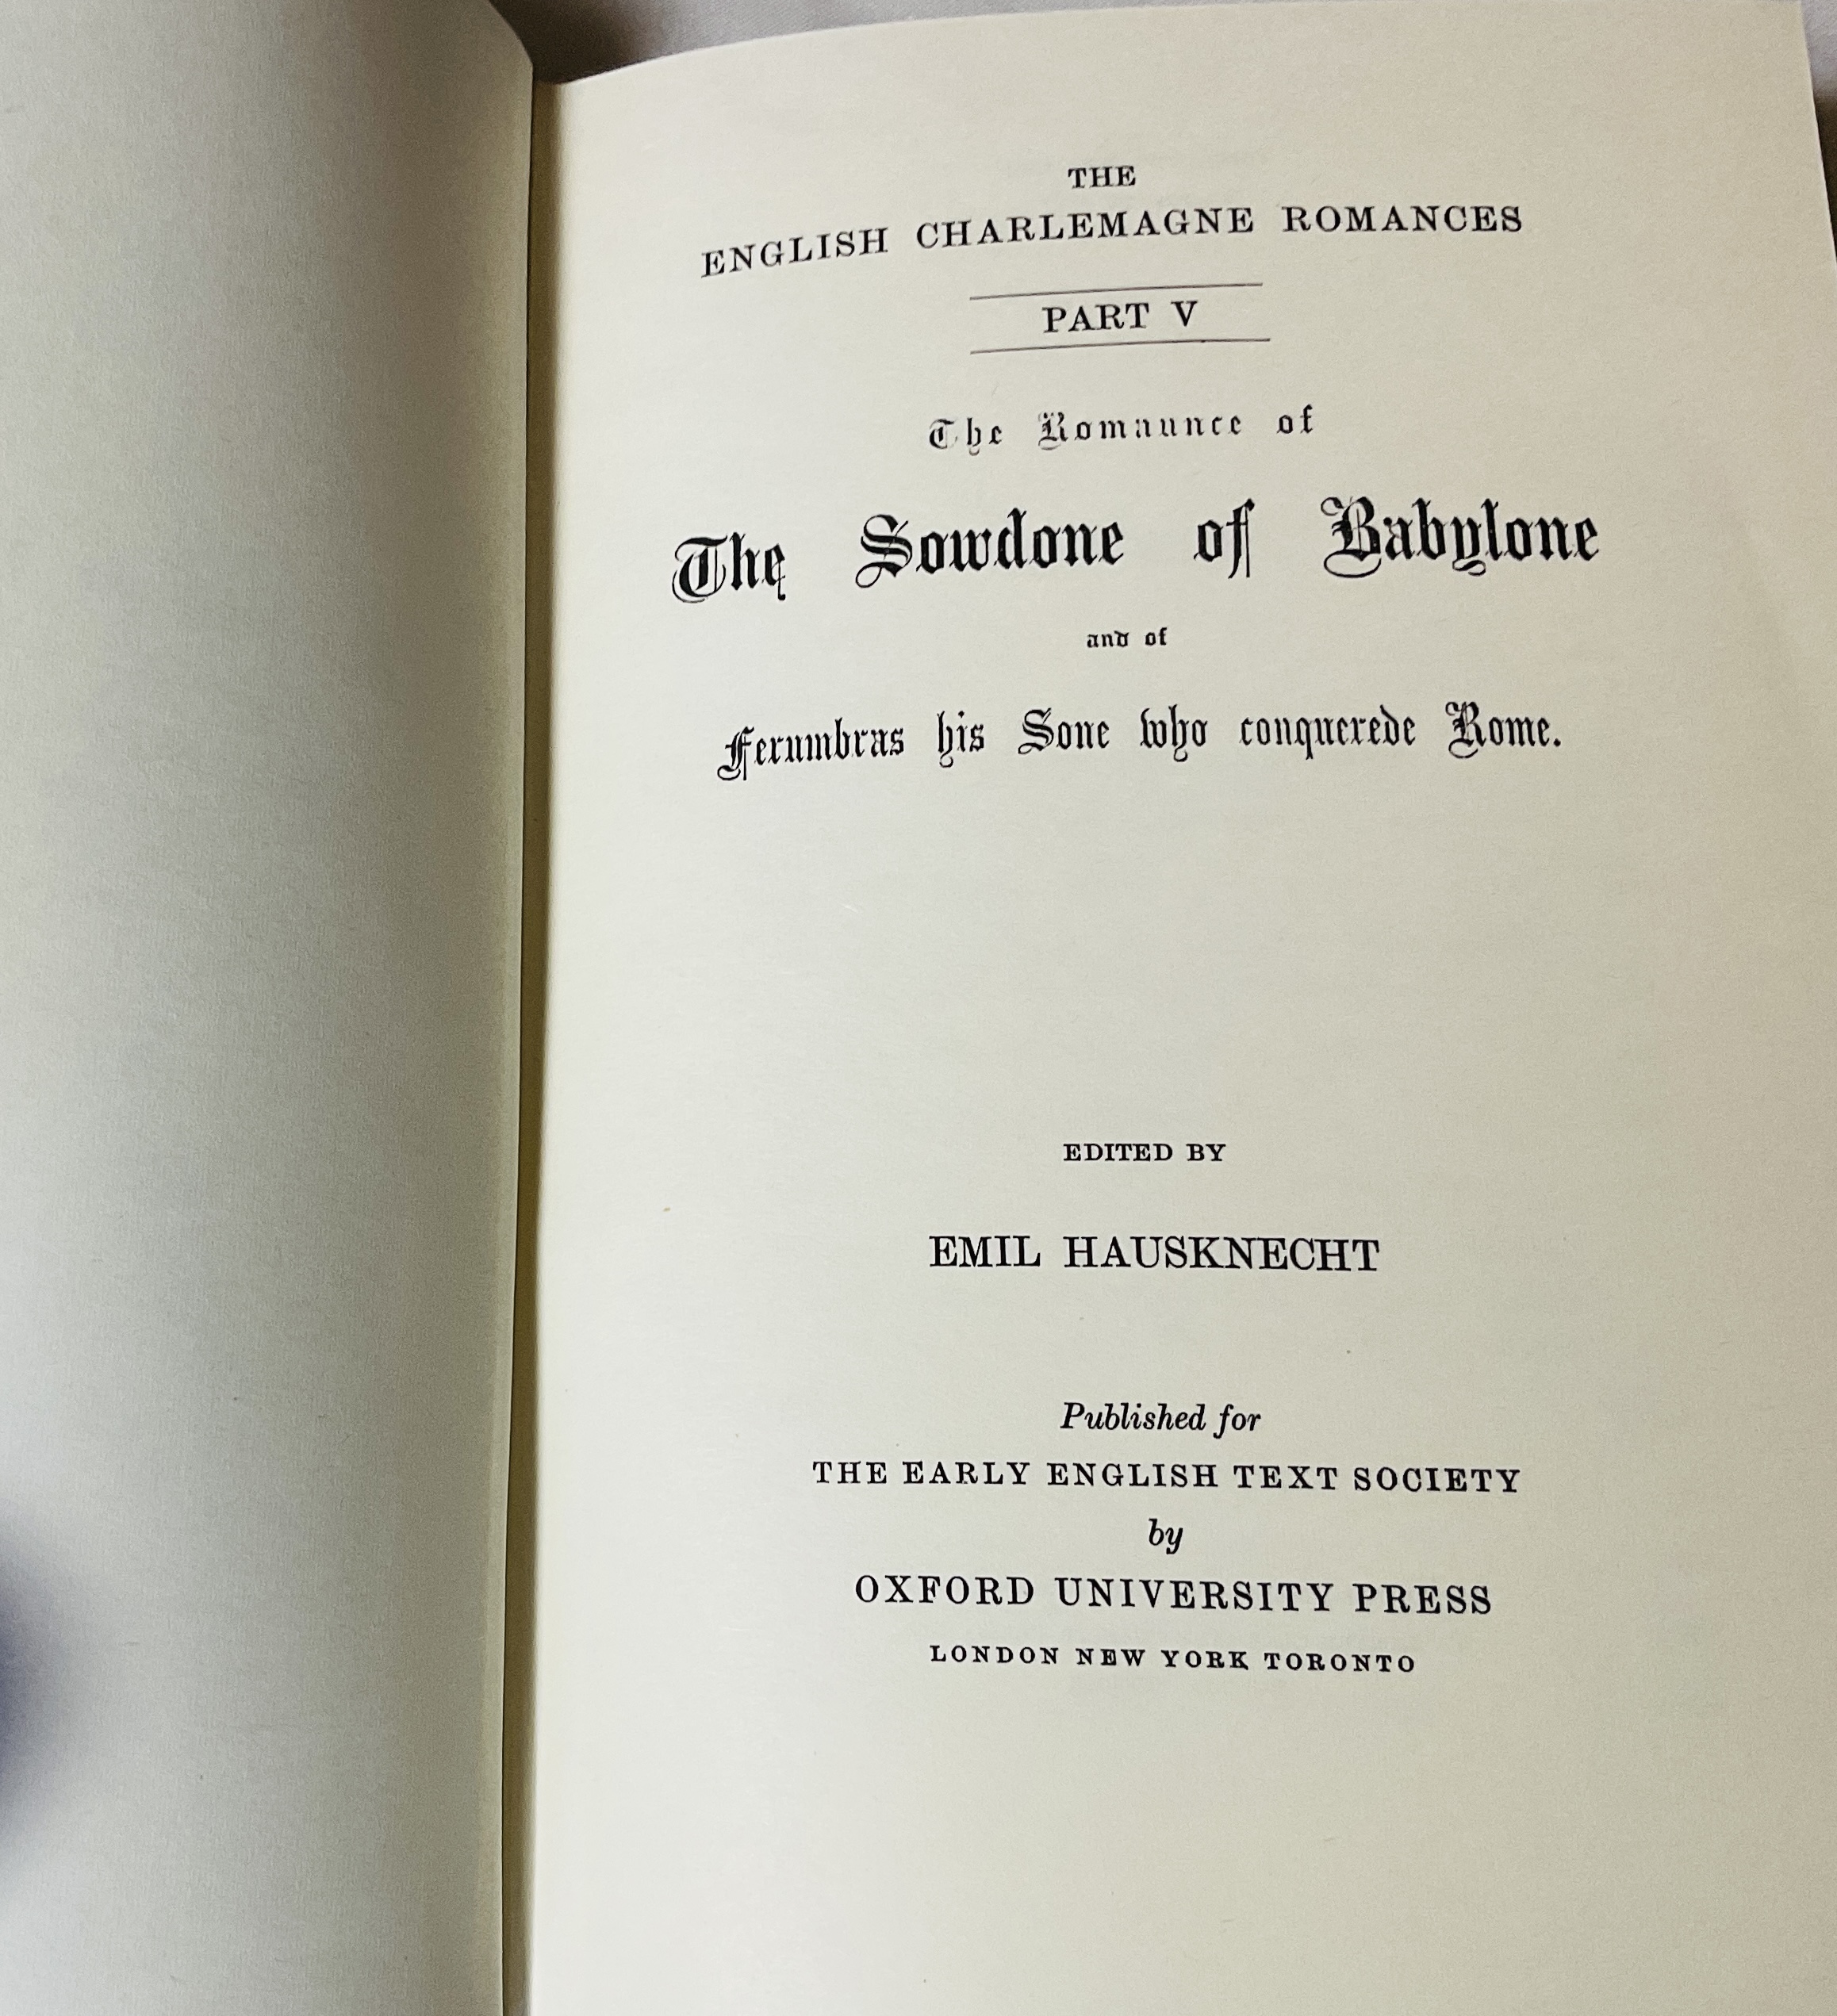 THE
ENGLISH CHARLEMAGNE ROMANCES
PART V
The Romaunce of
The Sowdone of Babylone
and of
Ferumbras his Sone who conquerede Rome.
EDITED BY
EMIL HAUSKNECHT
Published for
THE EARLY ENGLISH TEXT SOCIETY
by
OXFORD UNIVERSITY PRESS
LONDON NEW YORK TORONTO